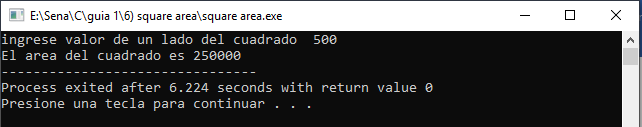 E:\Sena\C\guia 1\6) square area\square area.exe
ingrese valor de un lado del cuadrado  500
El area del cuadrado es 250000
--------------------------------
Process exited after 6.224 seconds with return value 0
Presione una tecla para continuar . . .